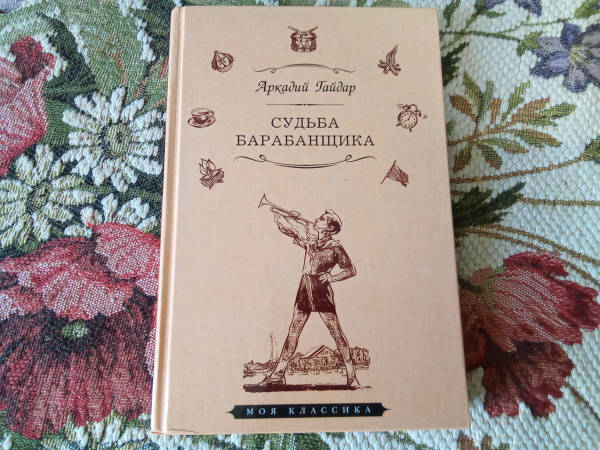 Аркадий Гайдар
СУДЬБА
БАРАБАНЩИКА
МОЯ КЛАССИКА